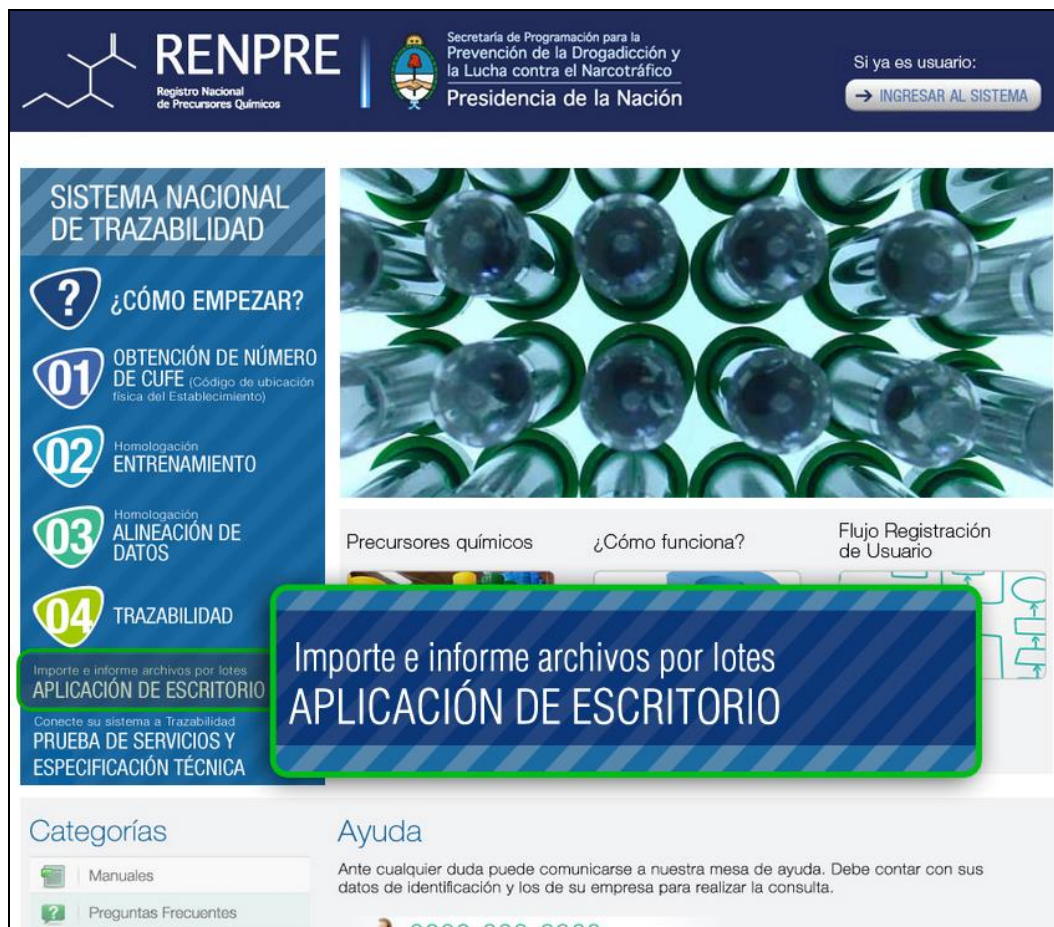 RENPRE
Registro Nacional
de Precursores Químicos
Secretaría de Programación para la
Prevención de la Drogadicción y
la Lucha contra el Narcotráfico
Presidencia de la Nación
Si ya es usuario:
→ INGRESAR AL SISTEMA
SISTEMA NACIONAL
DE TRAZABILIDAD
? ¿CÓMO EMPEZAR?
01 OBTENCIÓN DE NÚMERO
DE CUFE (Código de ubicación
física del Establecimiento)
02 Homologación
ENTRENAMIENTO
03 Homologación
ALINEACIÓN DE
DATOS
04 TRAZABILIDAD
Importe e informe archivos por lotes
APLICACIÓN DE ESCRITORIO
Conecte su sistema a Trazabilidad
PRUEBA DE SERVICIOS Y
ESPECIFICACIÓN TÉCNICA
Precursores químicos
¿Cómo funciona?
Flujo Registración
de Usuario
Importe e informe archivos por lotes
APLICACIÓN DE ESCRITORIO
Categorías
Manuales
Preguntas Frecuentes
Ayuda
Ante cualquier duda puede comunicarse a nuestra mesa de ayuda. Debe contar con sus
datos de identificación y los de su empresa para realizar la consulta.